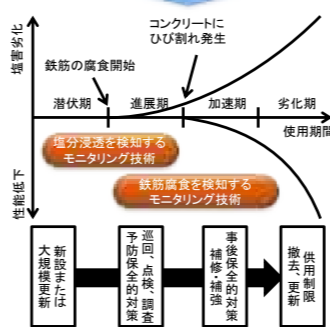 コンクリートに
ひび割れ発生
鉄筋の腐食開始
塩害劣化
潜伏期
進展期
加速期
劣化期
使用期間
塩分浸透を検知する
モニタリング技術
鉄筋腐食を検知する
モニタリング技術
性能低下
新設または
大規模更新
巡回、点検、調査
予防保全的対策
事後保全的対策
補修・補強
供用制限
撤去、更新